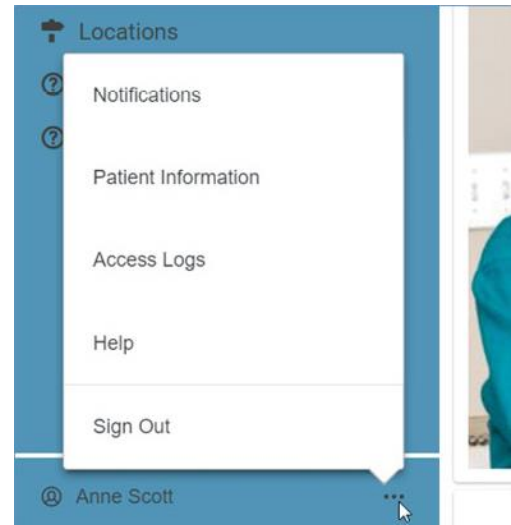 Locations
Notifications
Patient Information
Access Logs
Help
Sign Out
Anne Scott